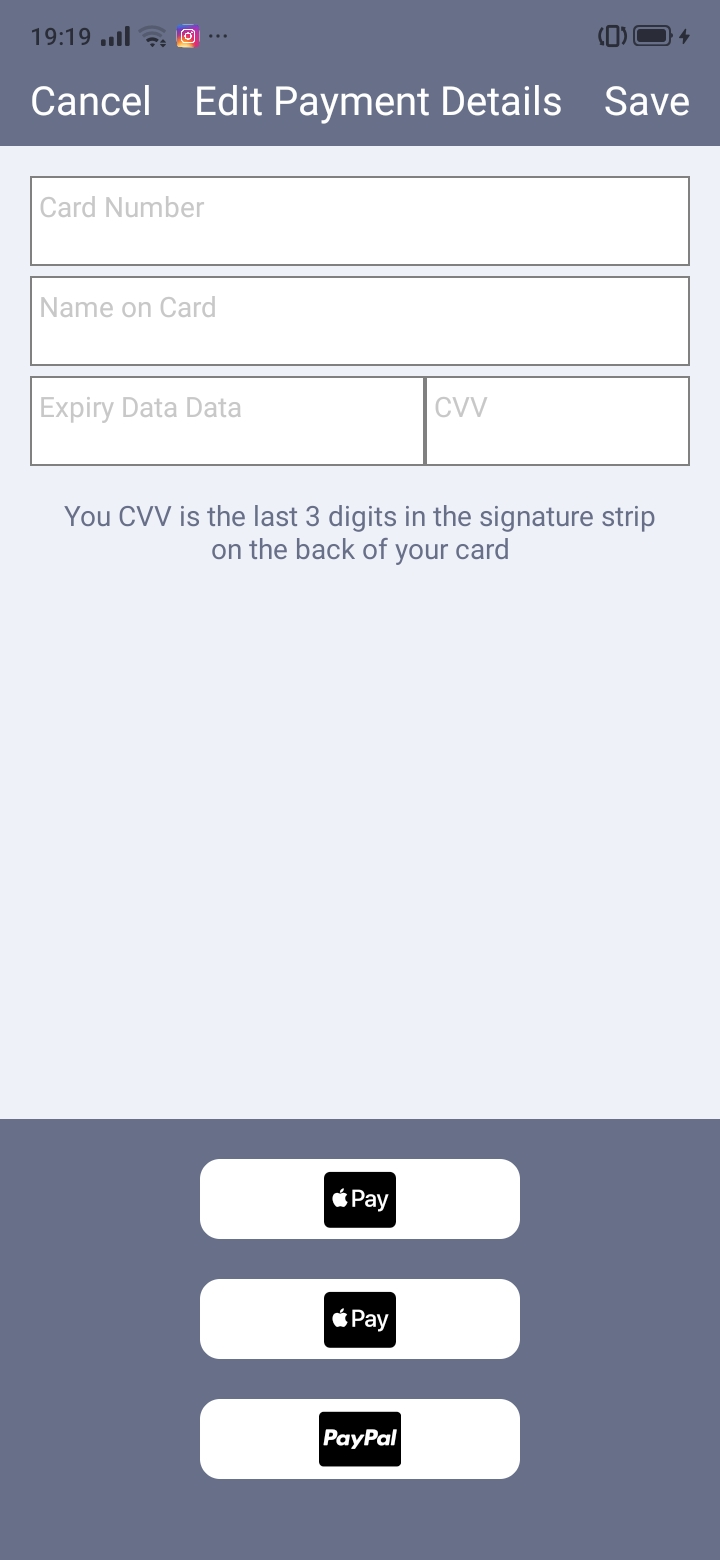 19:19
Cancel Edit Payment Details Save
Card Number
Name on Card
Expiry Data Data CVV
You CVV is the last 3 digits in the signature strip
on the back of your card
Pay
Pay
PayPal